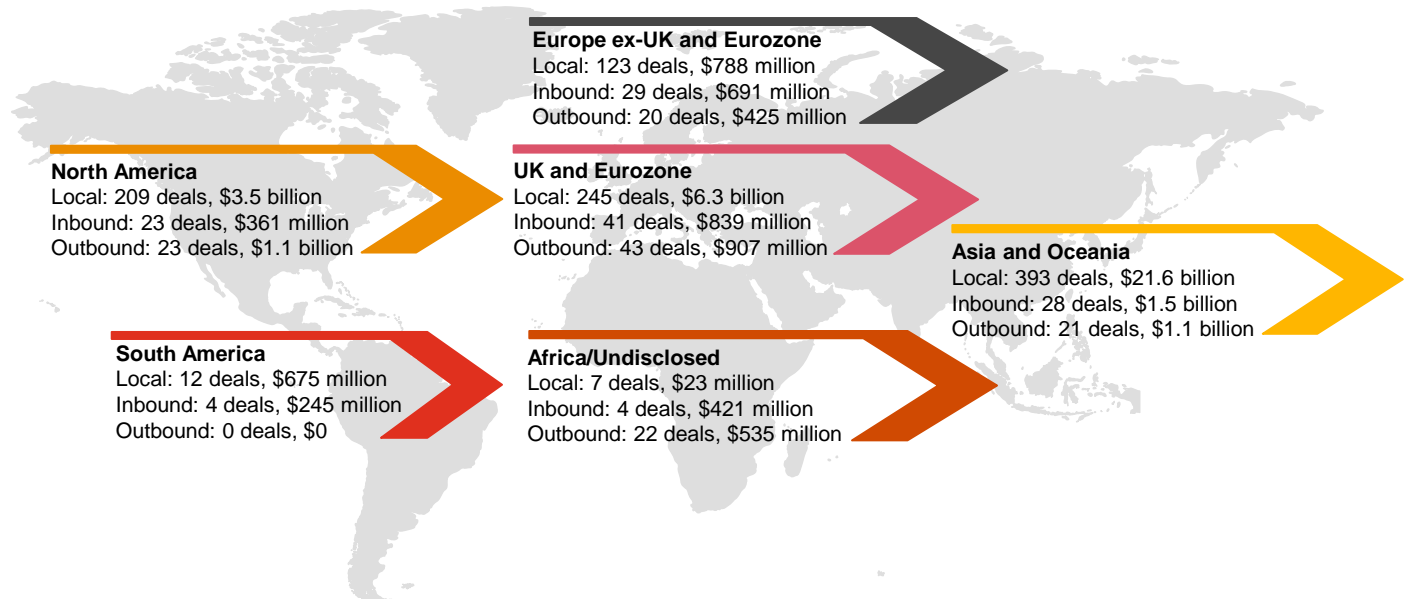 Europe ex-UK and Eurozone
Local: 123 deals, $788 million
Inbound: 29 deals, $691 million
Outbound: 20 deals, $425 million
North America
Local: 209 deals, $3.5 billion
Inbound: 23 deals, $361 million
Outbound: 23 deals, $1.1 billion
UK and Eurozone
Local: 245 deals, $6.3 billion
Inbound: 41 deals, $839 million
Outbound: 43 deals, $907 million
Asia and Oceania
Local: 393 deals, $21.6 billion
Inbound: 28 deals, $1.5 billion
Outbound: 21 deals, $1.1 billion
South America
Local: 12 deals, $675 million
Inbound: 4 deals, $245 million
Outbound: 0 deals, $0
Africa/Undisclosed
Local: 7 deals, $23 million
Inbound: 4 deals, $421 million
Outbound: 22 deals, $535 million